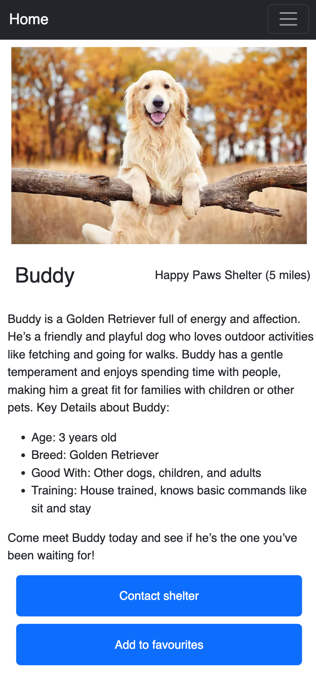 Home
Buddy
Happy Paws Shelter (5 miles)
Buddy is a Golden Retriever full of energy and affection.
He’s a friendly and playful dog who loves outdoor activities
like fetching and going for walks. Buddy has a gentle
temperament and enjoys spending time with people,
making him a great fit for families with children or other
pets. Key Details about Buddy:
• Age: 3 years old
• Breed: Golden Retriever
• Good With: Other dogs, children, and adults
• Training: House trained, knows basic commands like
sit and stay
Come meet Buddy today and see if he’s the one you’ve
been waiting for!
Contact shelter
Add to favourites